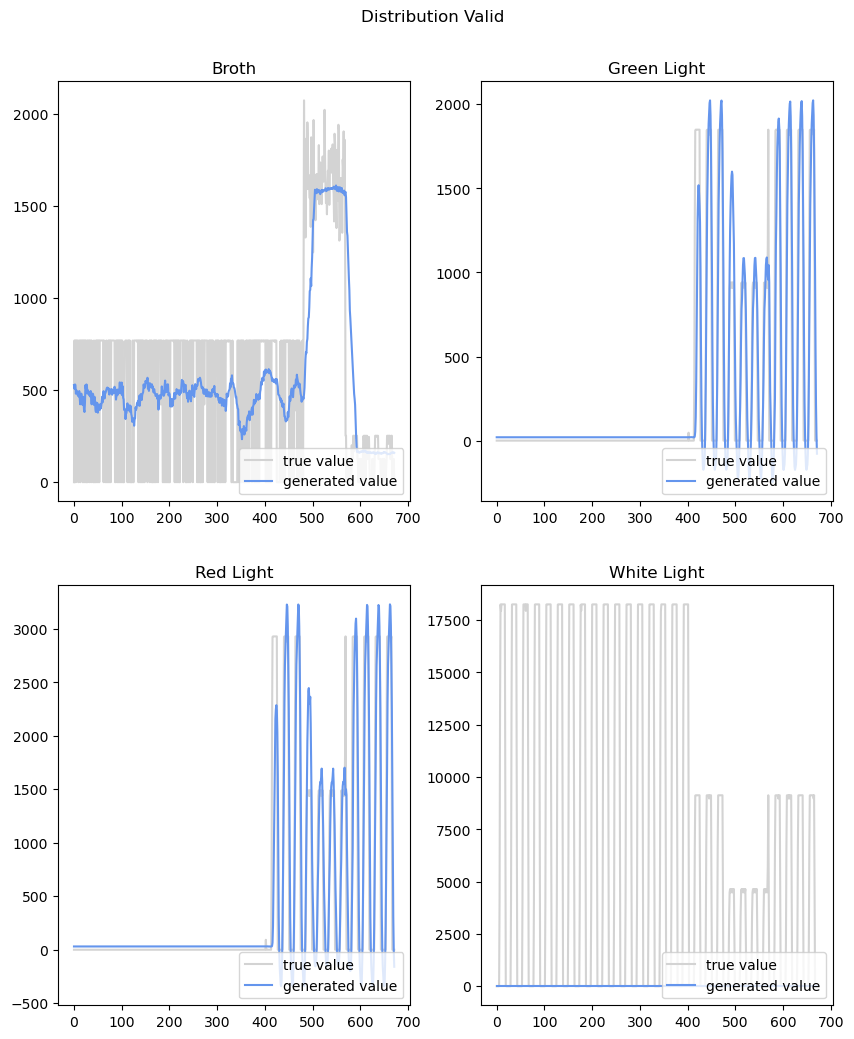 Distribution Valid
Broth
2000
1500
1000
500
0
true value
generated value
0 100 200 300 400 500 600 700
Green Light
2000
1500
1000
500
0
true value
generated value
0 100 200 300 400 500 600 700
Red Light
3000
2500
2000
1500
1000
500
0
−500
true value
generated value
0 100 200 300 400 500 600 700
White Light
17500
15000
12500
10000
7500
5000
2500
0
true value
generated value
0 100 200 300 400 500 600 700